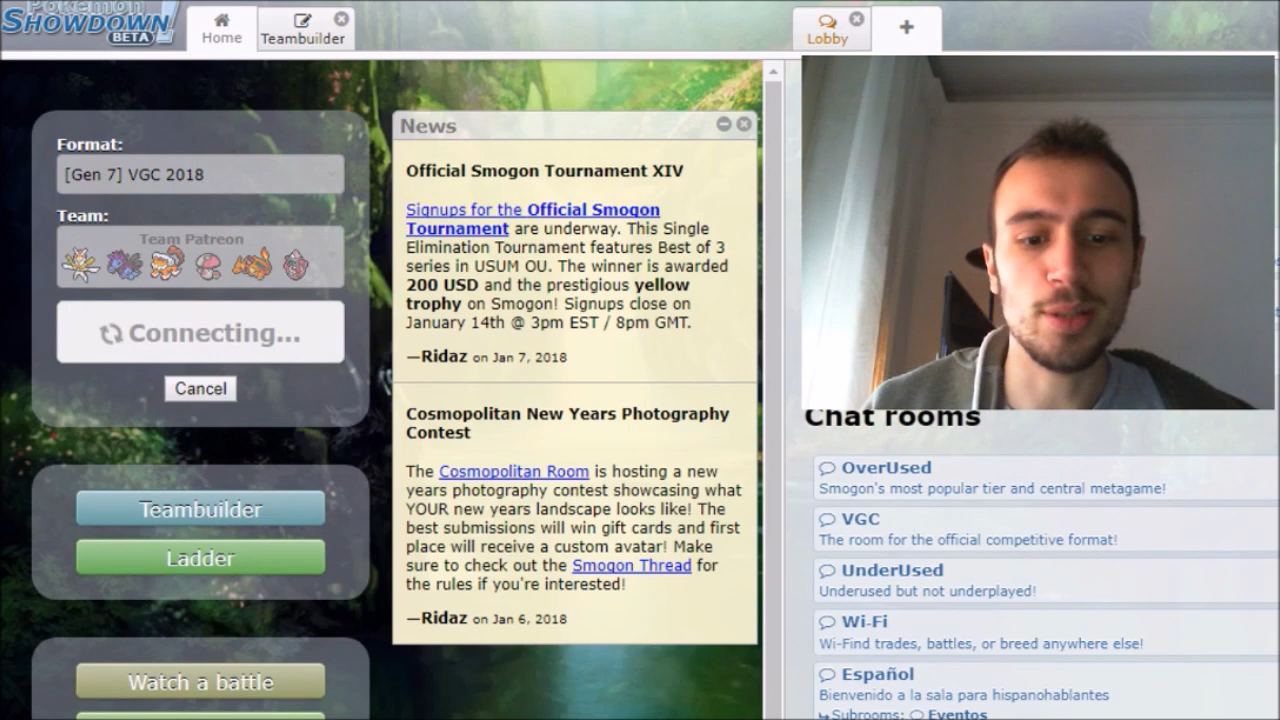 Pokémon
SHOWDOWN!
BETA
Home
Teambuilder
Lobby
+
Format:
[Gen 7] VGC 2018
Team:
Team Patreon
Connecting...
Cancel
Teambuilder
Ladder
Watch a battle
News
Official Smogon Tournament XIV
Signups for the Official Smogon
Tournament are underway. This Single
Elimination Tournament features Best of 3
series in USUM OU. The winner is awarded
200 USD and the prestigious yellow
trophy on Smogon! Signups close on
January 14th @ 3pm EST / 8pm GMT.
—Ridaz on Jan 7, 2018
Cosmopolitan New Years Photography
Contest
The Cosmopolitan Room is hosting a new
years photography contest showcasing what
YOUR new years landscape looks like! The
best submissions will win gift cards and first
place will receive a custom avatar! Make
sure to check out the Smogon Thread for
the rules if you're interested!
—Ridaz on Jan 6, 2018
Chat rooms
OverUsed
Smogon's most popular tier and central metagame!
VGC
The room for the official competitive format!
UnderUsed
Underused but not underplayed!
Wi-Fi
Wi-Find trades, battles, or breed anywhere else!
Español
Bienvenido a la sala para hispanohablantes
Subrooms: Eventos